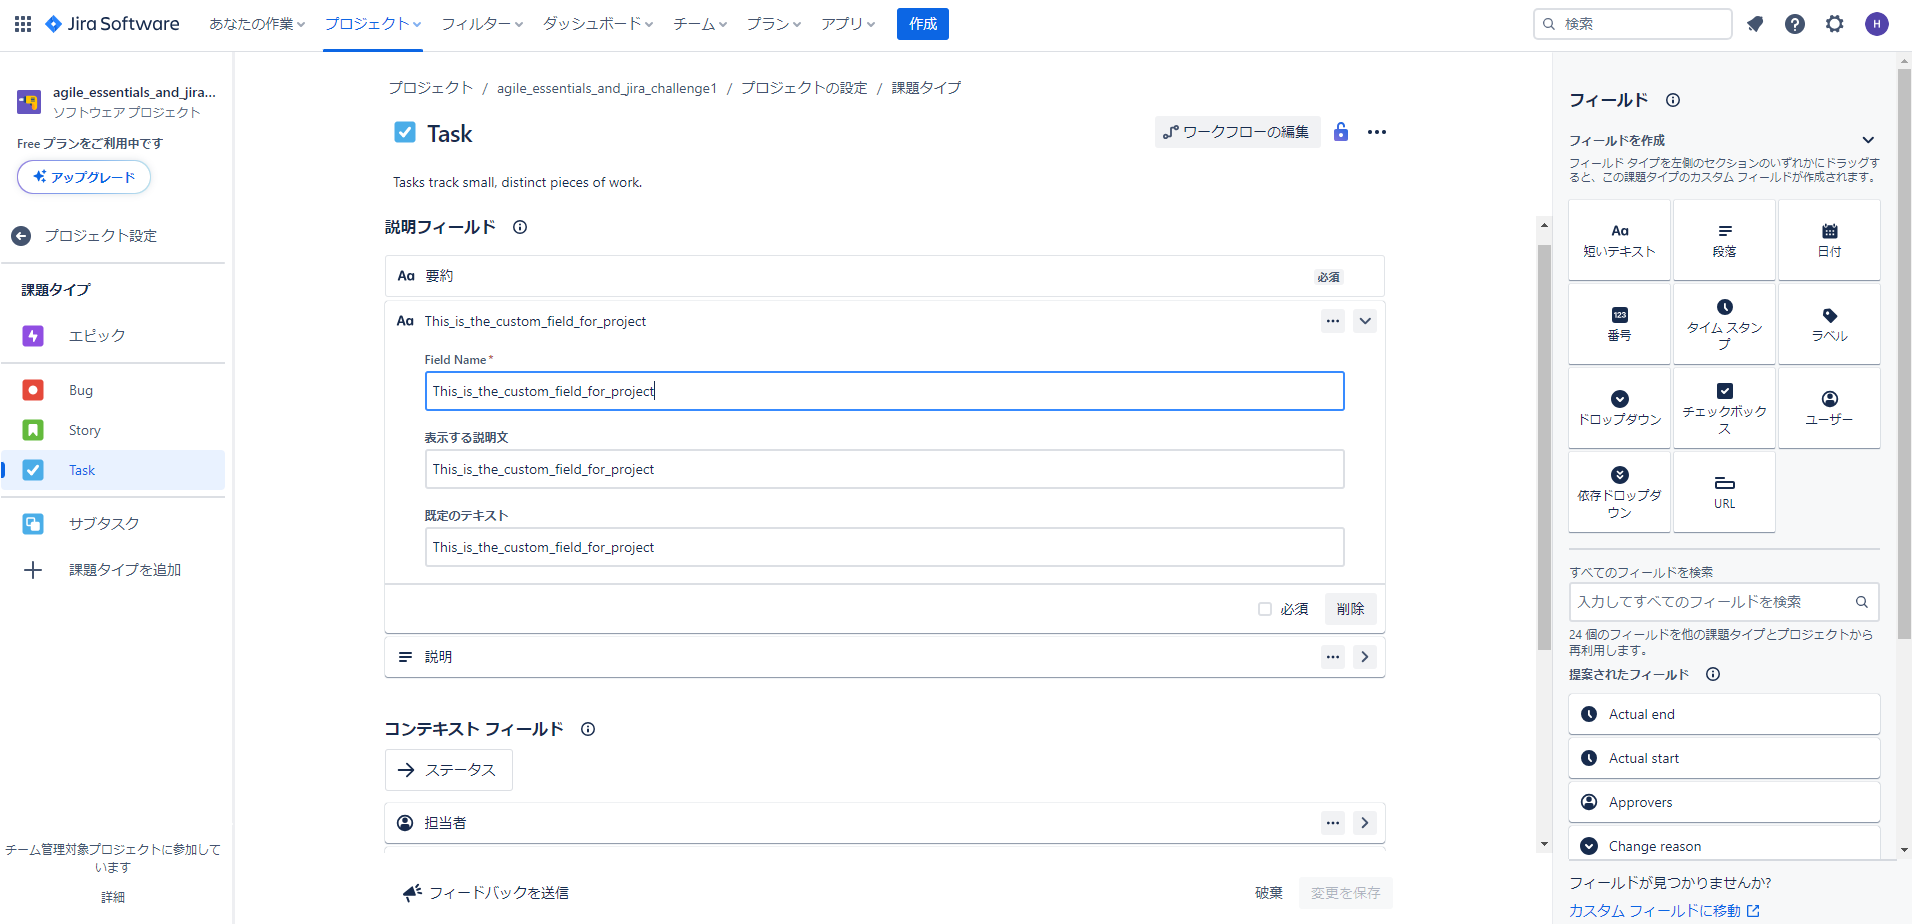 Jira Software
あなたの作業
プロジェクト
フィルター
ダッシュボード
チーム
プラン
アプリ
作成
検索
H
agile_essentials_and_jira...
ソフトウェア プロジェクト
Free プランをご利用中です
アップグレード
プロジェクト設定
課題タイプ
エピック
Bug
Story
Task
サブタスク
課題タイプを追加
チーム管理対象プロジェクトに参加して
います
詳細
プロジェクト / agile_essentials_and_jira_challenge1 / プロジェクトの設定 / 課題タイプ
Task
ワークフローの編集
Tasks track small, distinct pieces of work.
説明フィールド
Aa 要約
必須
Aa This_is_the_custom_field_for_project
Field Name*
This_is_the_custom_field_for_project
表示する説明文
This_is_the_custom_field_for_project
既定のテキスト
This_is_the_custom_field_for_project
必須
削除
説明
コンテキスト フィールド
ステータス
担当者
フィードバックを送信
破棄
変更を保存
フィールド
フィールドを作成
フィールド タイプを左側のセクションのいずれかにドラッグす
ると、この課題タイプのカスタム フィールドが作成されます。
Aa
短いテキスト
段落
日付
123
番号
タイム スタン
プ
ラベル
ドロップダウン
チェックボック
ス
ユーザー
依存ドロップダ
ウン
URL
すべてのフィールドを検索
入力してすべてのフィールドを検索
24 個のフィールドを他の課題タイプとプロジェクトから
再利用します。
提案されたフィールド
Actual end
Actual start
Approvers
Change reason
フィールドが見つかりませんか?
カスタム フィールドに移動